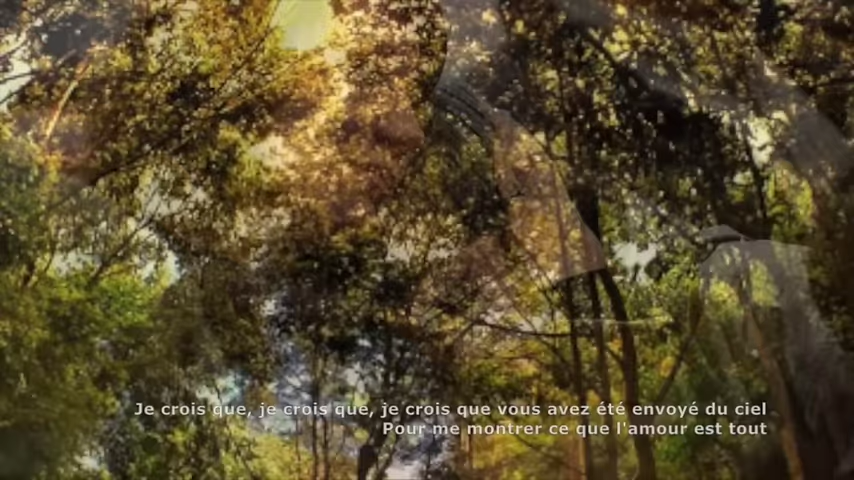 Je crois que, je crois que, je crois que vous avez été envoyé du ciel
Pour me montrer ce que l'amour est tout